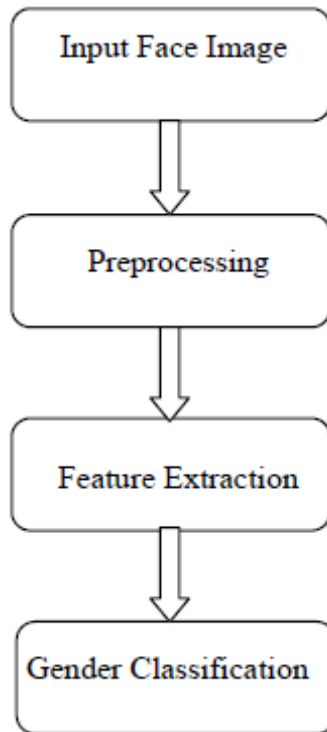 Input Face Image
Preprocessing
Feature Extraction
Gender Classification